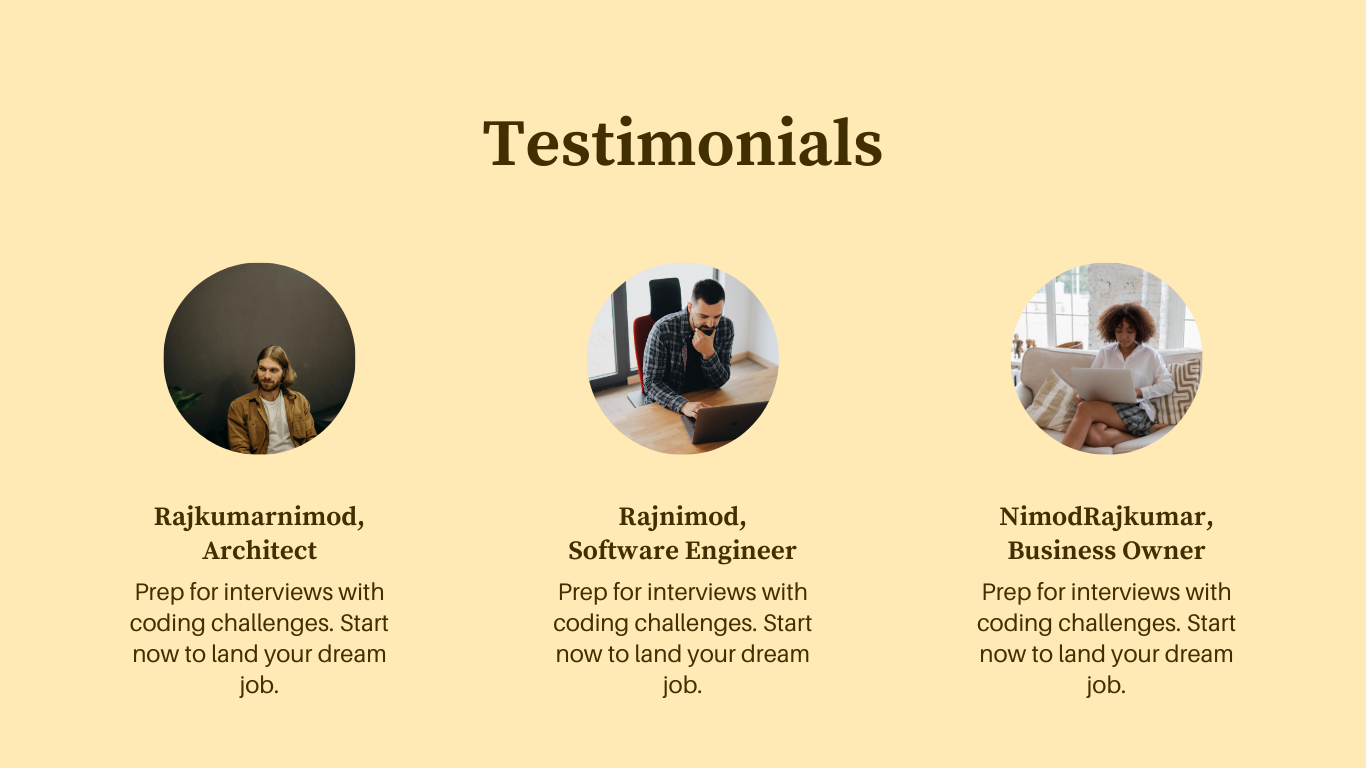 Testimonials
Rajkumarnimod,
Architect
Prep for interviews with
coding challenges. Start
now to land your dream
job.
Rajnimod,
Software Engineer
Prep for interviews with
coding challenges. Start
now to land your dream
job.
NimodRajkumar,
Business Owner
Prep for interviews with
coding challenges. Start
now to land your dream
job.